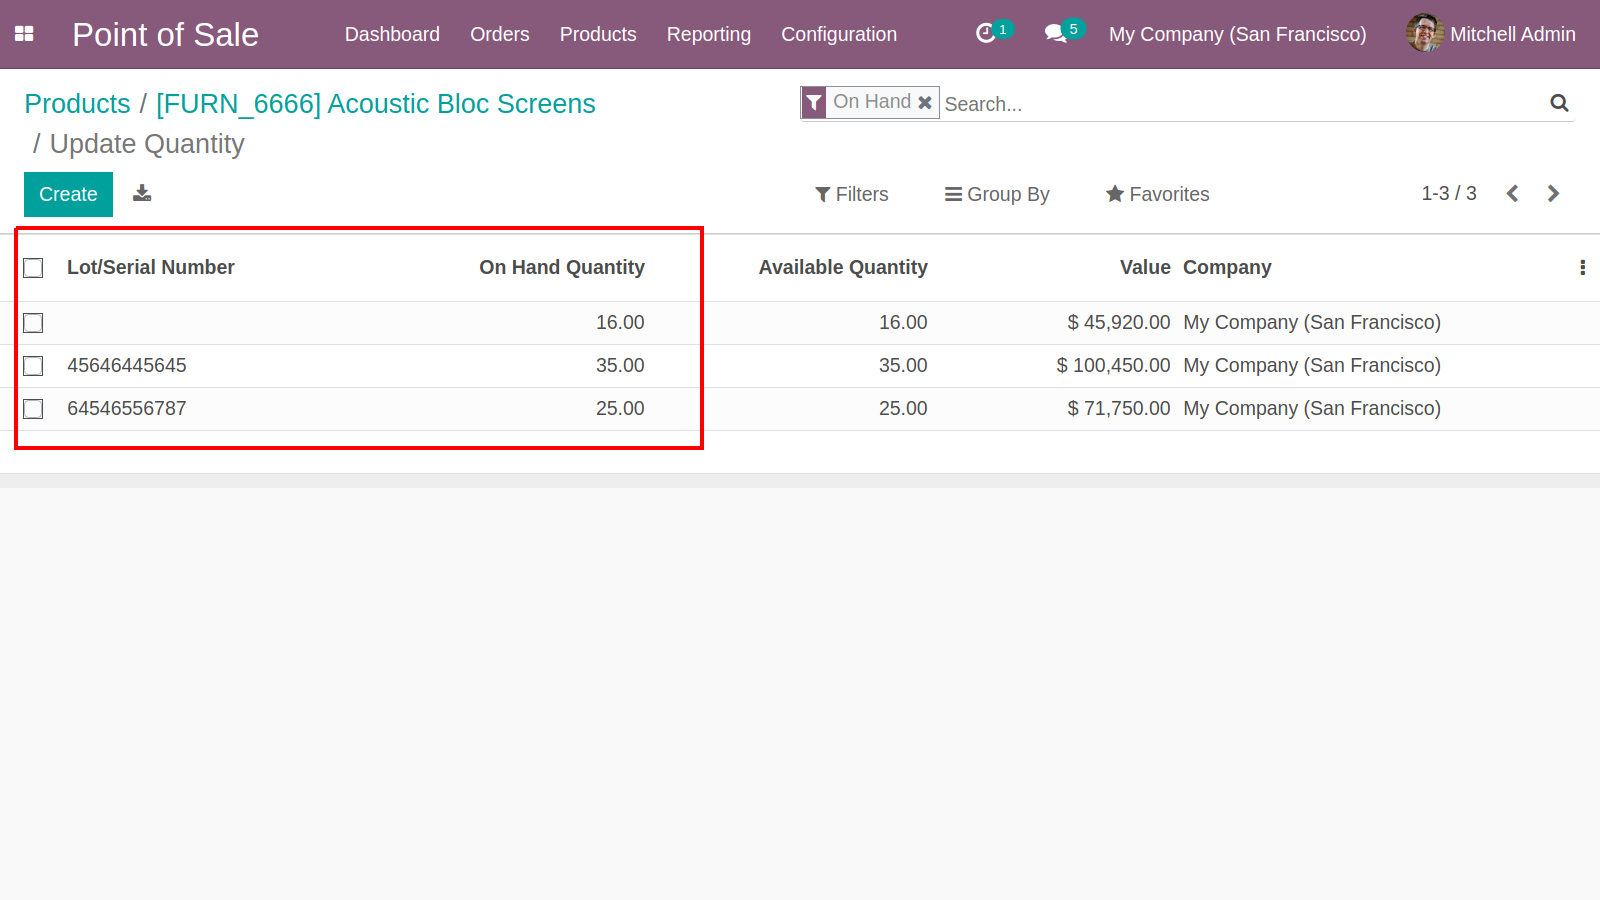 Point of Sale Dashboard Orders Products Reporting Configuration 1 5 My Company (San Francisco) Mitchell Admin
Products / [FURN_6666] Acoustic Bloc Screens
/ Update Quantity
On Hand Search...
Create Filters Group By Favorites 1-3 / 3
Lot/Serial Number On Hand Quantity Available Quantity Value Company
16.00 16.00 $ 45,920.00 My Company (San Francisco)
45646445645 35.00 35.00 $ 100,450.00 My Company (San Francisco)
64546556787 25.00 25.00 $ 71,750.00 My Company (San Francisco)